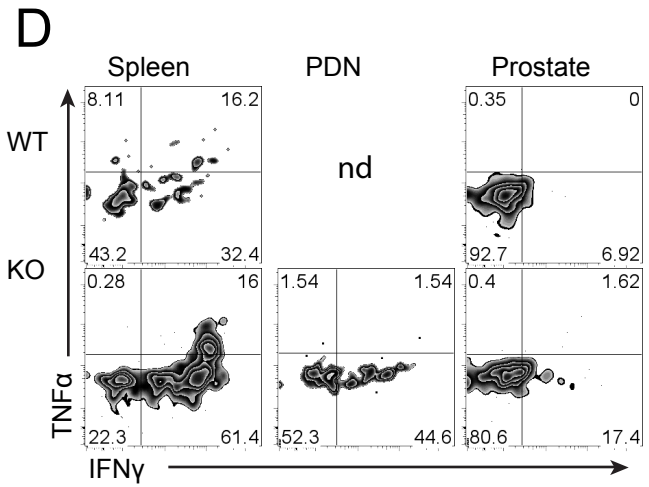 D
Spleen PDN Prostate
WT
8.11 16.2
43.2 32.4
nd
0.35 0
92.7 6.92
KO
0.28 16
22.3 61.4
1.54 1.54
52.3 44.6
0.4 1.62
80.6 17.4
TNFα
IFNγ